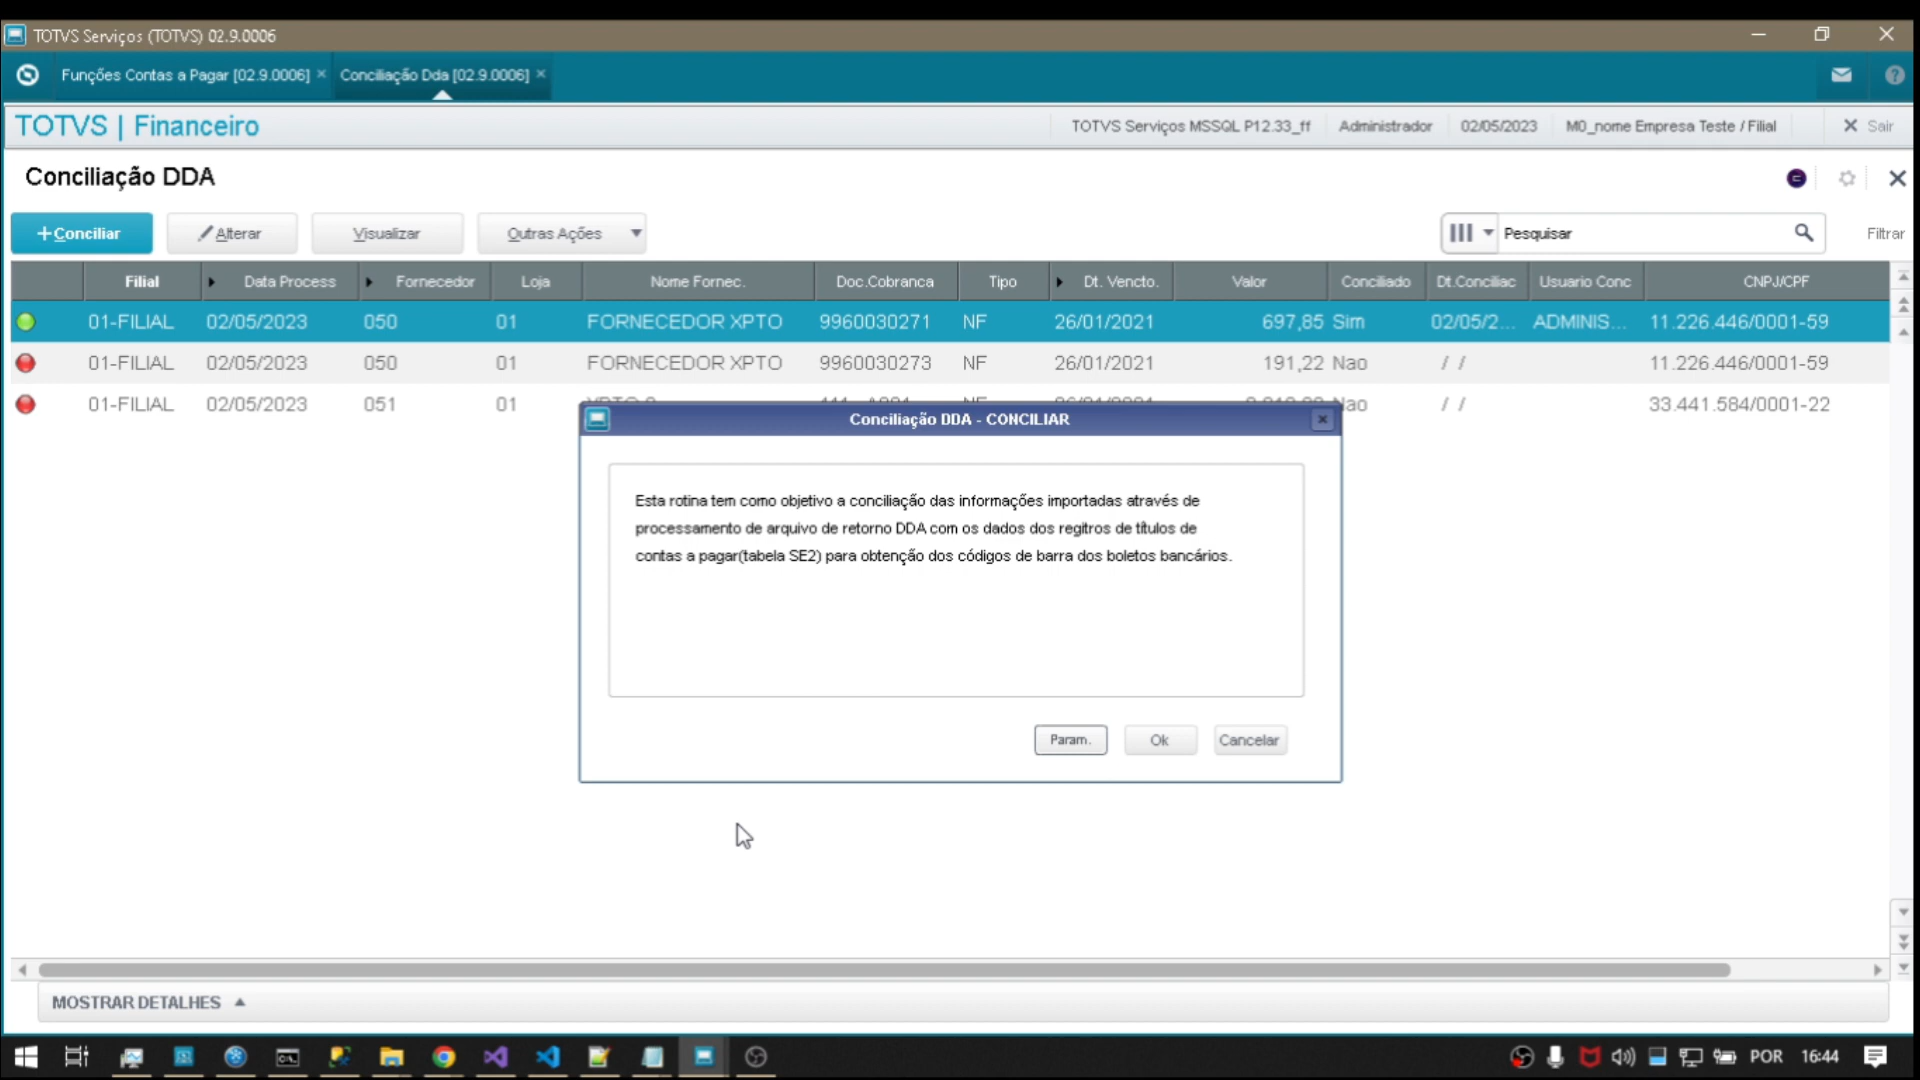 TOTVS Serviços (TOTVS) 02.9.0006
Funções Contas a Pagar [02.9.0006] × Conciliação Dda [02.9.0006] ×
TOTVS | Financeiro
TOTVS Serviços MSSQL P12.33_ff Administrador 02/05/2023 M0_nome Empresa Teste / Filial X Sair
Conciliação DDA
+Conciliar Alterar Visualizar Outras Ações Pesquisar Filtrar
Filial Data Process Fornecedor Loja Nome Fornec. Doc.Cobranca Tipo Dt. Vencto. Valor Conciliado Dt.Conciliac Usuario Conc CNPJ/CPF
01-FILIAL 02/05/2023 050 01 FORNECEDOR XPTO 9960030271 NF 26/01/2021 697,85 Sim 02/05/2... ADMINIS... 11.226.446/0001-59
01-FILIAL 02/05/2023 050 01 FORNECEDOR XPTO 9960030273 NF 26/01/2021 191,22 Nao / / 11.226.446/0001-59
01-FILIAL 02/05/2023 051 01 Nao / / 33.441.584/0001-22
Conciliação DDA - CONCILIAR
Esta rotina tem como objetivo a conciliação das informações importadas através de
processamento de arquivo de retorno DDA com os dados dos regitros de títulos de
contas a pagar(tabela SE2) para obtenção dos códigos de barra dos boletos bancários.
Param. Ok Cancelar
MOSTRAR DETALHES
POR 16:44